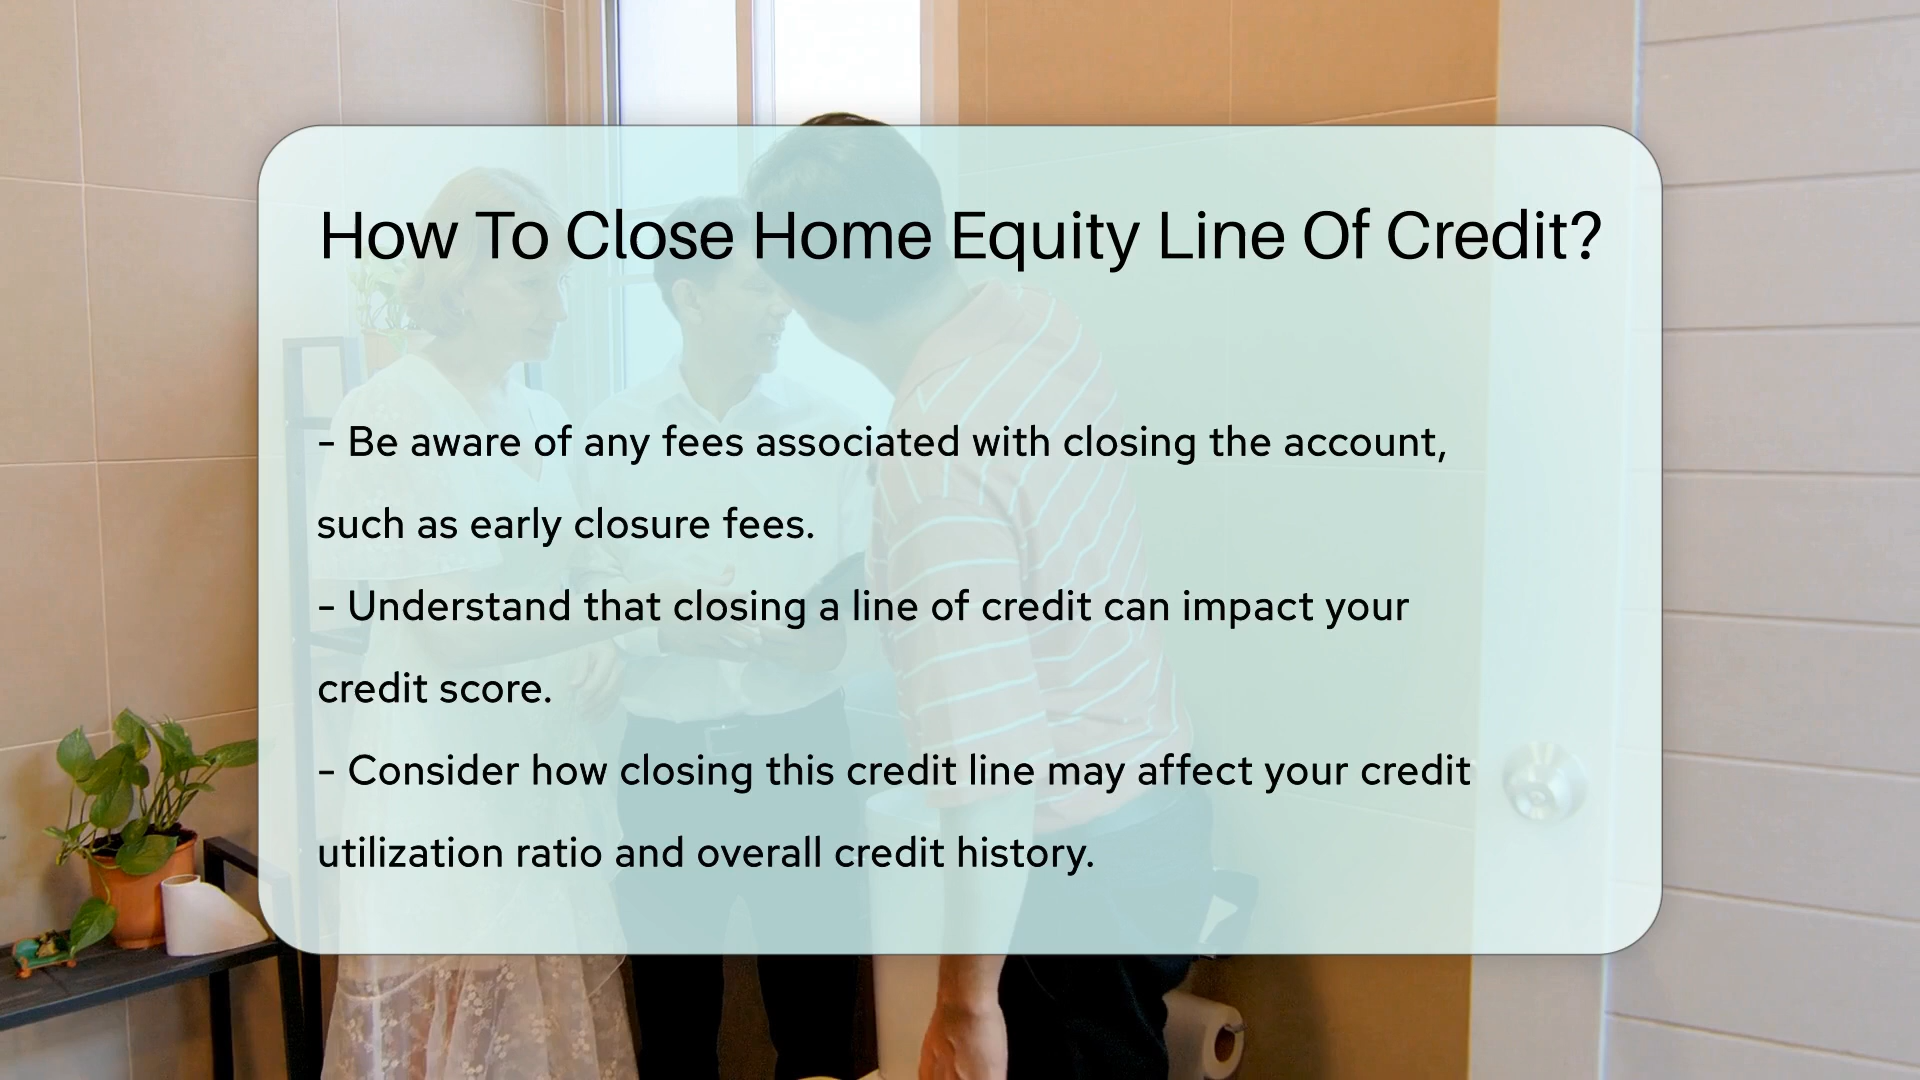 How To Close Home Equity Line Of Credit?
- Be aware of any fees associated with closing the account,
such as early closure fees.
- Understand that closing a line of credit can impact your
credit score.
- Consider how closing this credit line may affect your credit
utilization ratio and overall credit history.